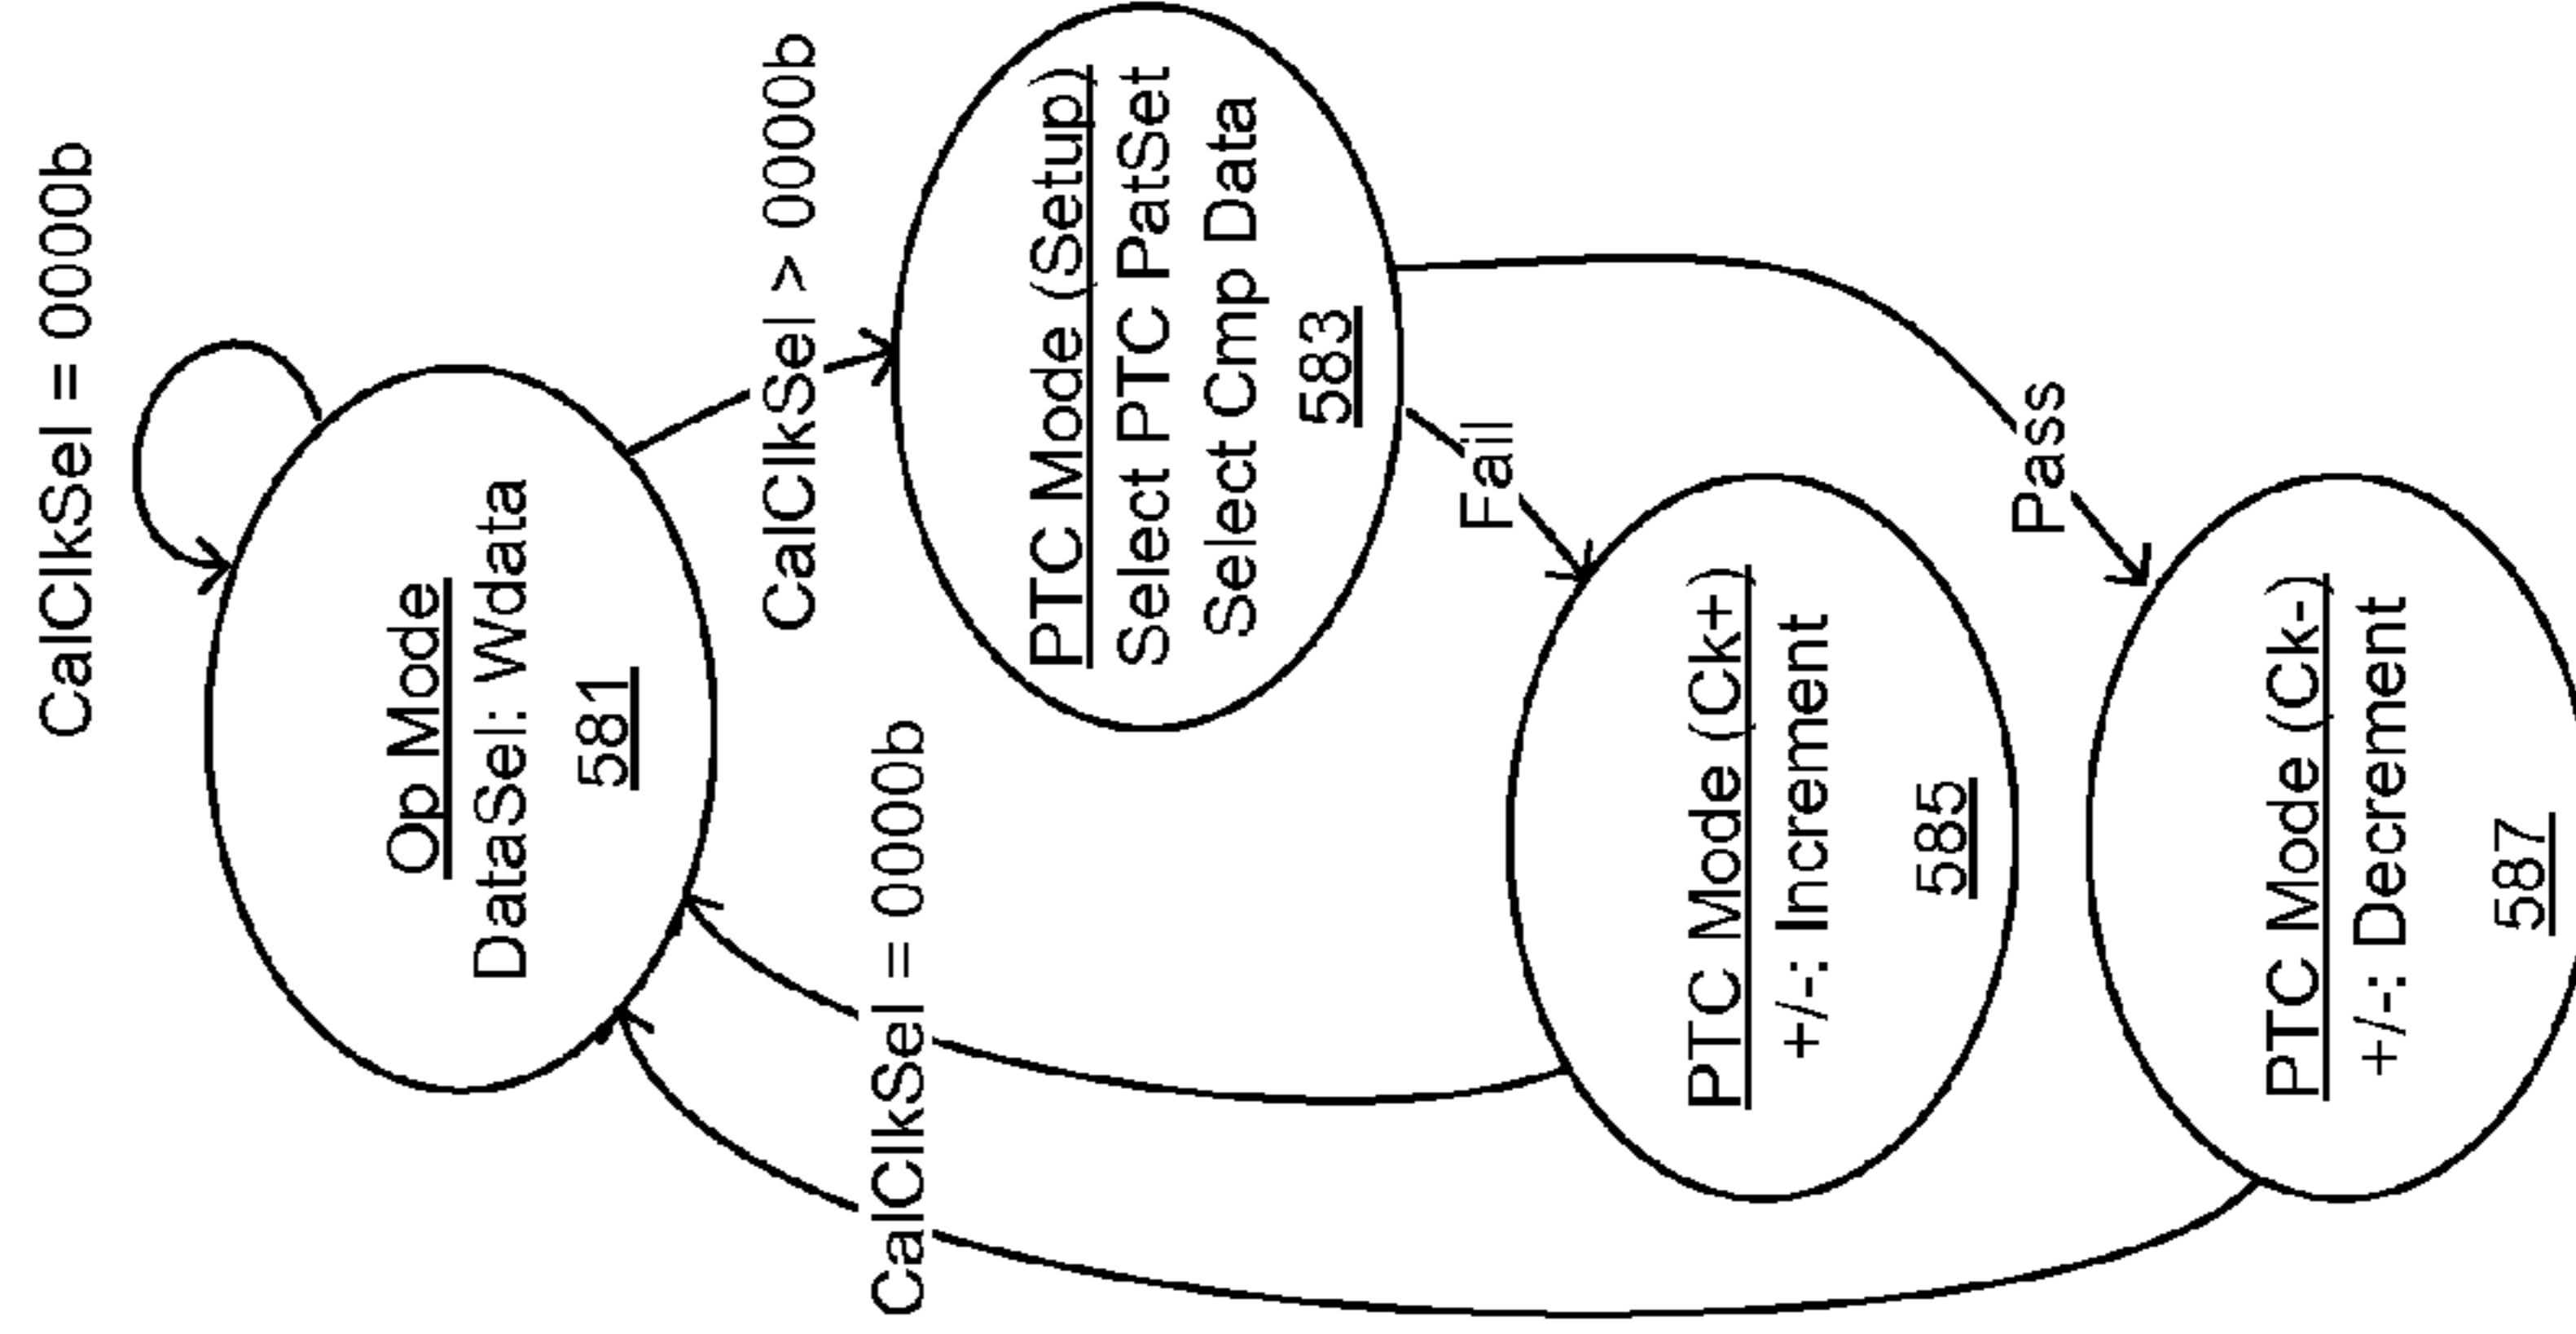 CalClkSel = 0000b
Op Mode
DataSel: Wdata
581
CalClkSel > 0000b
CalClkSel = 0000b
PTC Mode (Setup)
Select PTC PatSet
Select Cmp Data
583
Fail
PTC Mode (Ck+)
+/-: Increment
585
Pass
PTC Mode (Ck-)
+/-: Decrement
587